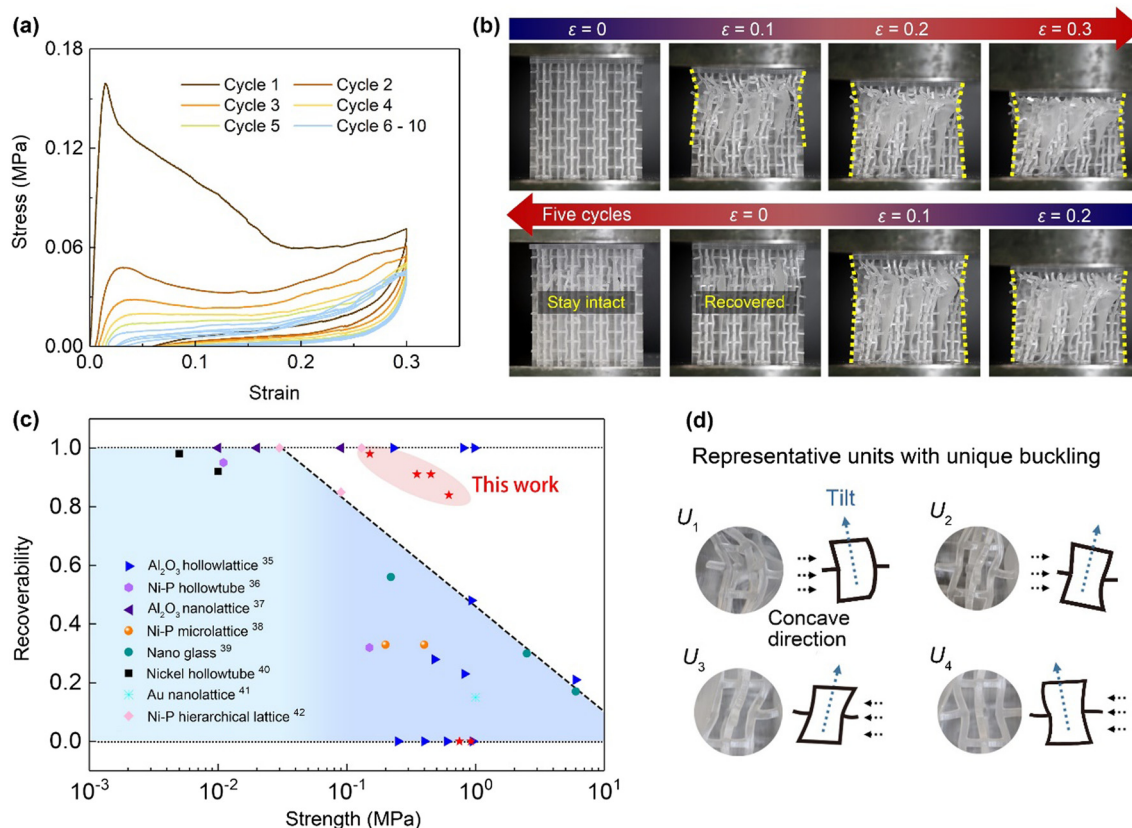 (a)
0.18
0.12
0.06
0.00
Stress (MPa)
Cycle 1
Cycle 2
Cycle 3
Cycle 4
Cycle 5
Cycle 6 - 10
0.0
0.1
0.2
0.3
Strain
(b)
ε = 0
ε = 0.1
ε = 0.2
ε = 0.3
Five cycles
ε = 0
ε = 0.1
ε = 0.2
Stay intact
Recovered
(c)
1.0
0.8
0.6
0.4
0.2
0.0
Recoverability
This work
Al₂O₃ hollowlattice ³⁵
Ni-P hollowtube ³⁶
Al₂O₃ nanolattice ³⁷
Ni-P microlattice ³⁸
Nano glass ³⁹
Nickel hollowtube ⁴⁰
Au nanolattice ⁴¹
Ni-P hierarchical lattice ⁴²
10⁻³
10⁻²
10⁻¹
10⁰
10¹
Strength (MPa)
(d)
Representative units with unique buckling
U₁
Tilt
U₂
Concave
direction
U₃
U₄